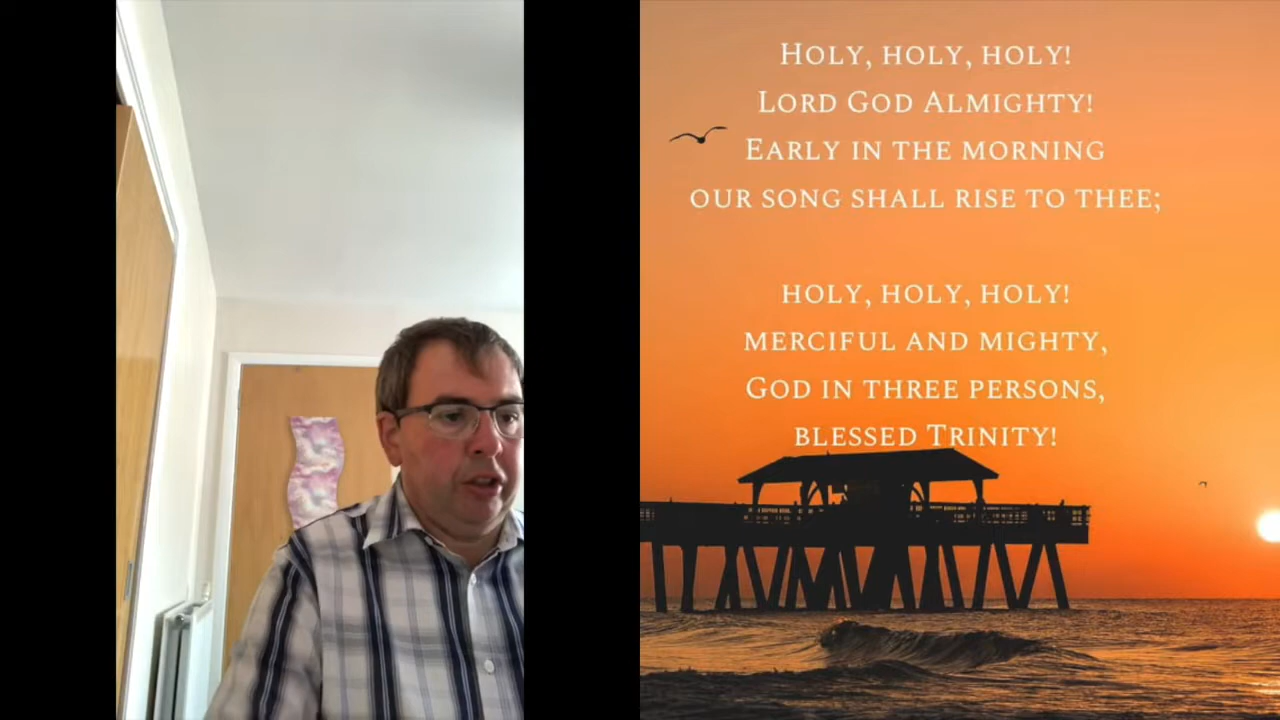 Holy, holy, holy!
Lord God Almighty!
Early in the morning
our song shall rise to thee;
holy, holy, holy!
merciful and mighty,
God in three persons,
blessed Trinity!